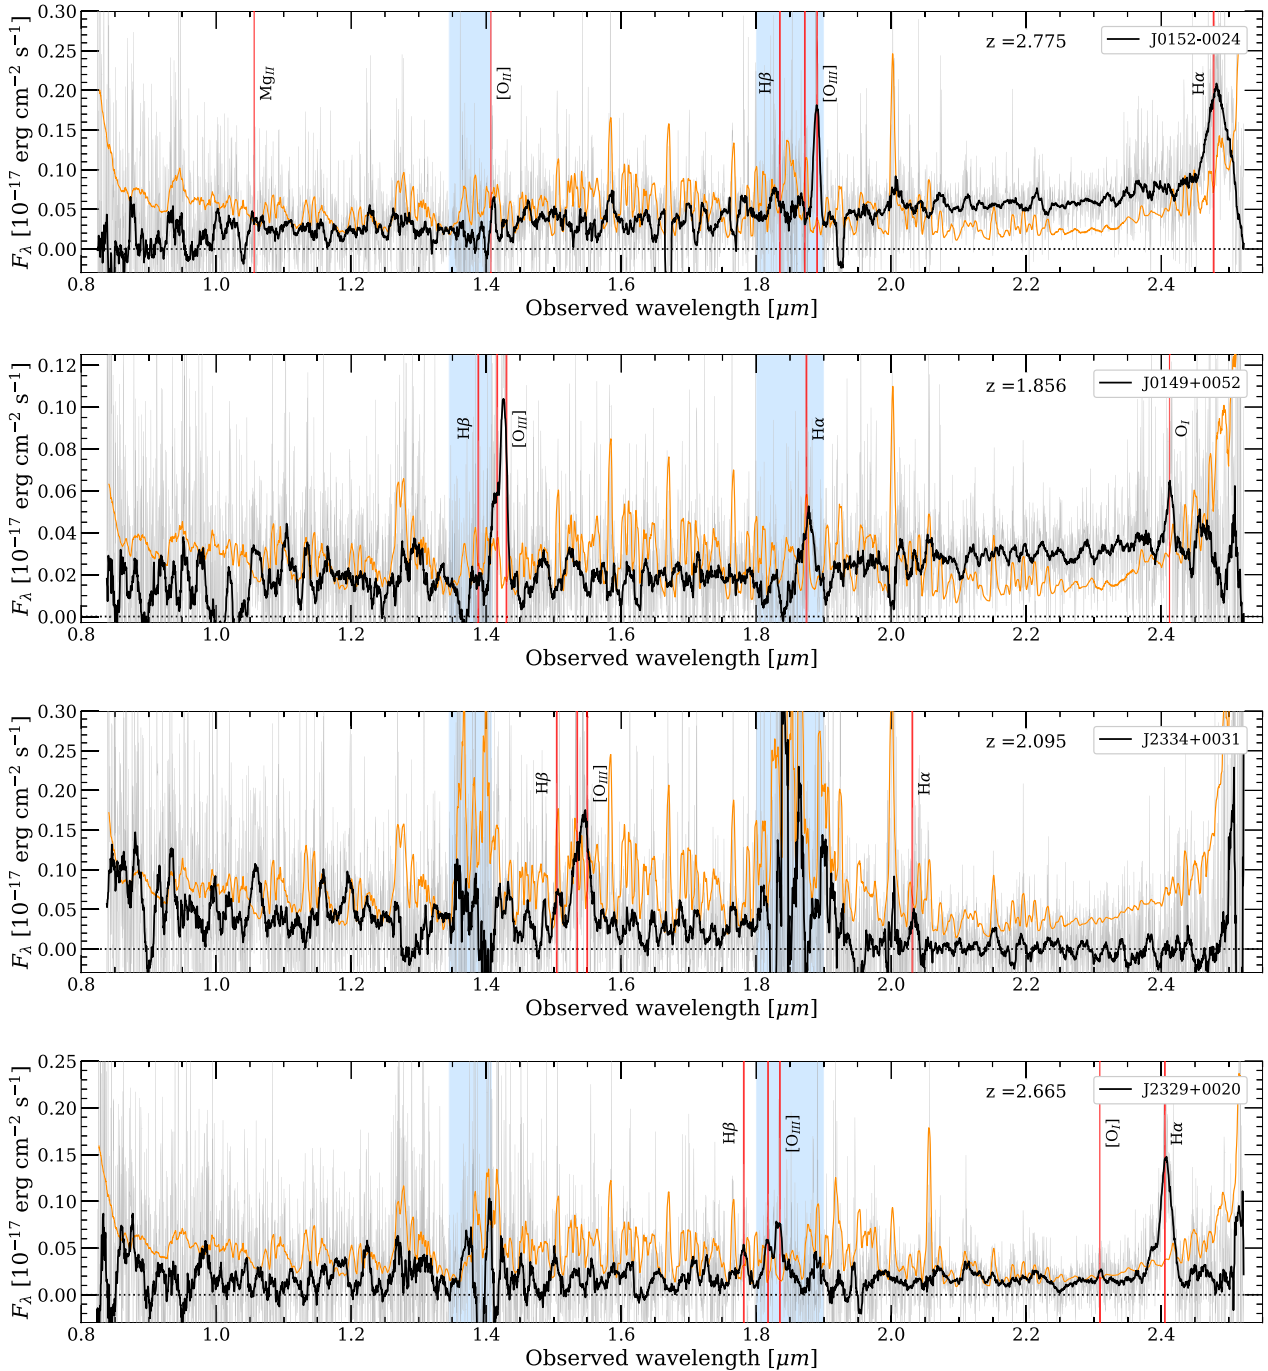 0.30
0.25
0.20
0.15
0.10
0.05
0.00
F_λ [10⁻¹⁷ erg cm⁻² s⁻¹]
Mg_II
[O_II]
Hβ
[O_III]
Hα
z =2.775
J0152-0024
0.8 1.0 1.2 1.4 1.6 1.8 2.0 2.2 2.4
Observed wavelength [μm]
0.12
0.10
0.08
0.06
0.04
0.02
0.00
F_λ [10⁻¹⁷ erg cm⁻² s⁻¹]
Hβ
[O_III]
Hα
O_I
z =1.856
J0149+0052
0.8 1.0 1.2 1.4 1.6 1.8 2.0 2.2 2.4
Observed wavelength [μm]
0.30
0.25
0.20
0.15
0.10
0.05
0.00
F_λ [10⁻¹⁷ erg cm⁻² s⁻¹]
Hβ
[O_III]
Hα
z =2.095
J2334+0031
0.8 1.0 1.2 1.4 1.6 1.8 2.0 2.2 2.4
Observed wavelength [μm]
0.25
0.20
0.15
0.10
0.05
0.00
F_λ [10⁻¹⁷ erg cm⁻² s⁻¹]
Hβ
[O_III]
[O_I]
Hα
z =2.665
J2329+0020
0.8 1.0 1.2 1.4 1.6 1.8 2.0 2.2 2.4
Observed wavelength [μm]